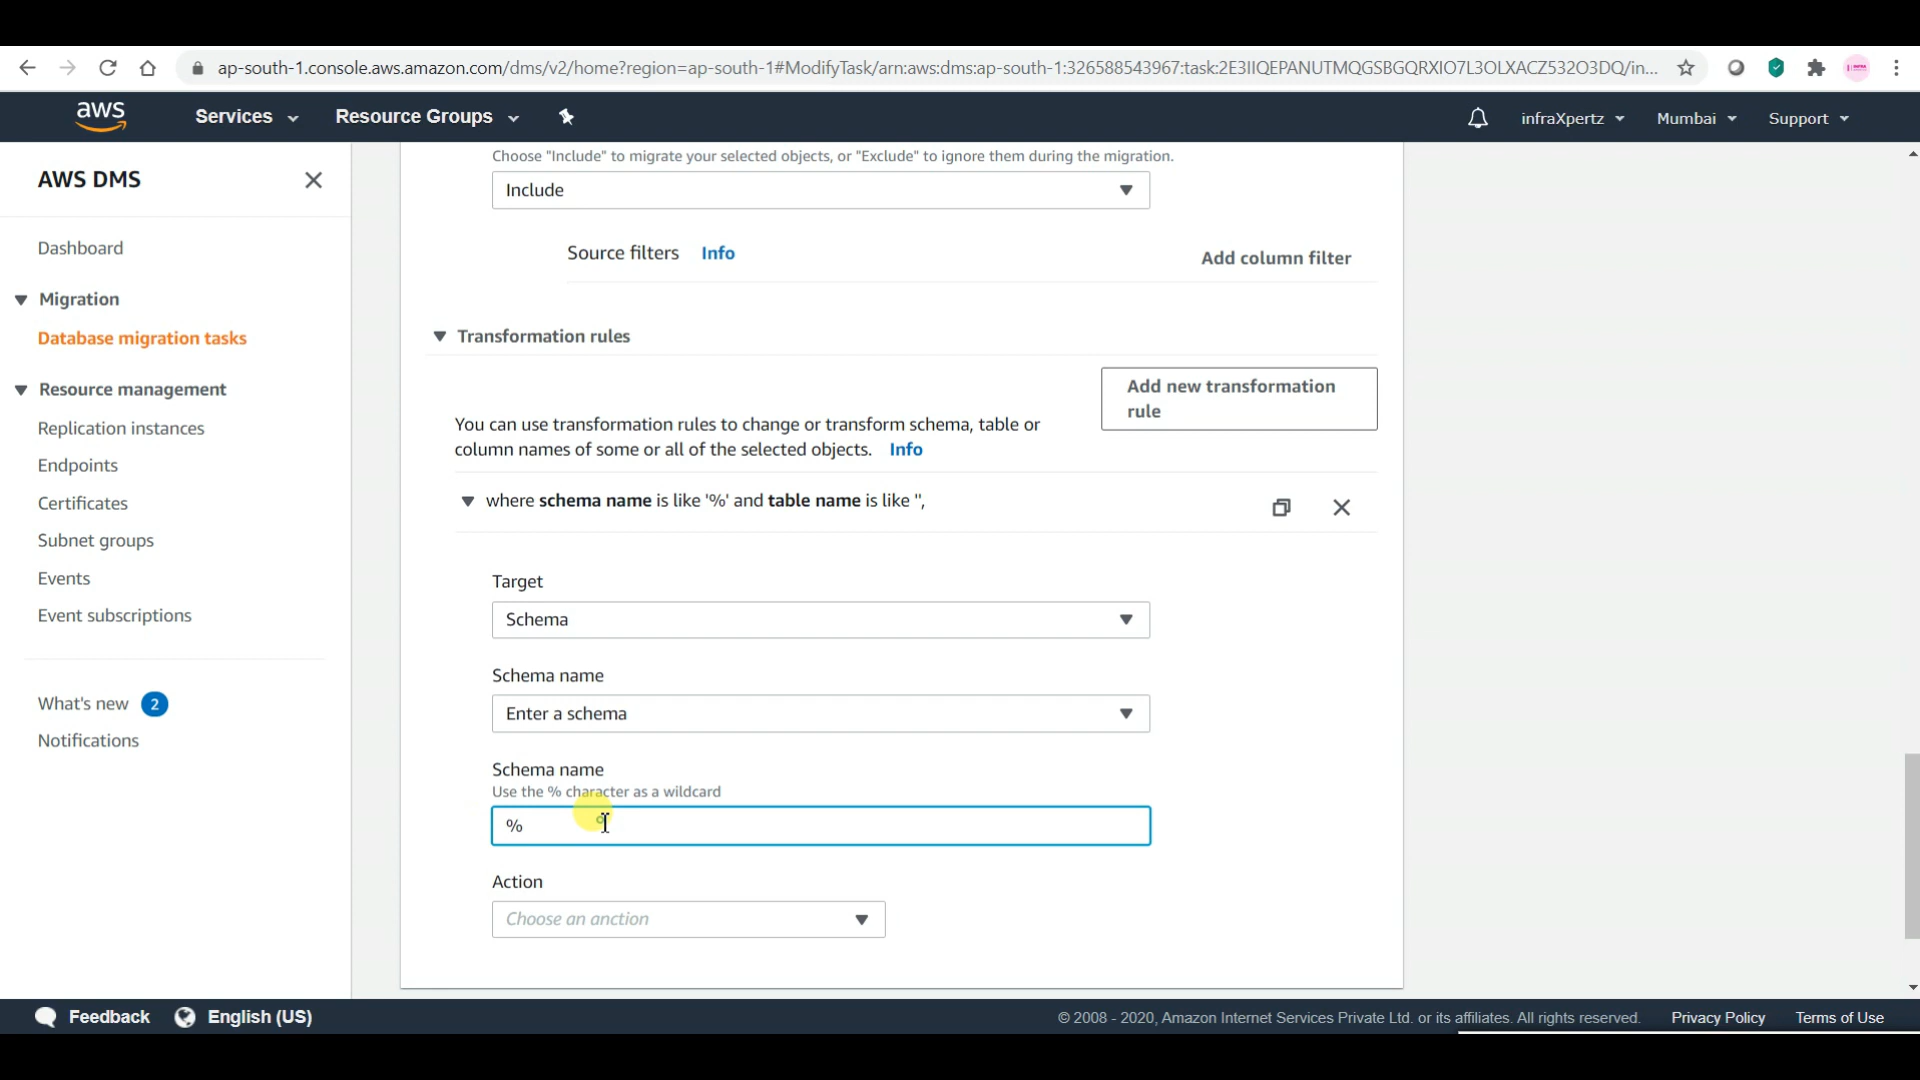 ap-south-1.console.aws.amazon.com/dms/v2/home?region=ap-south-1#ModifyTask/arn:aws:dms:ap-south-1:326588543967:task:2E3IIQEPANUTMQGSBGQRXIO7L3OLXACZ532O3DQ/in...
aws
Services
Resource Groups
infraXpertz
Mumbai
Support
AWS DMS
Dashboard
Migration
Database migration tasks
Resource management
Replication instances
Endpoints
Certificates
Subnet groups
Events
Event subscriptions
What's new 2
Notifications
Choose "Include" to migrate your selected objects, or "Exclude" to ignore them during the migration.
Include
Source filters Info
Add column filter
Transformation rules
Add new transformation
rule
You can use transformation rules to change or transform schema, table or
column names of some or all of the selected objects. Info
where schema name is like '%' and table name is like '',
Target
Schema
Schema name
Enter a schema
Schema name
Use the % character as a wildcard
%
Action
Choose an anction
Feedback
English (US)
© 2008 - 2020, Amazon Internet Services Private Ltd. or its affiliates. All rights reserved.
Privacy Policy
Terms of Use